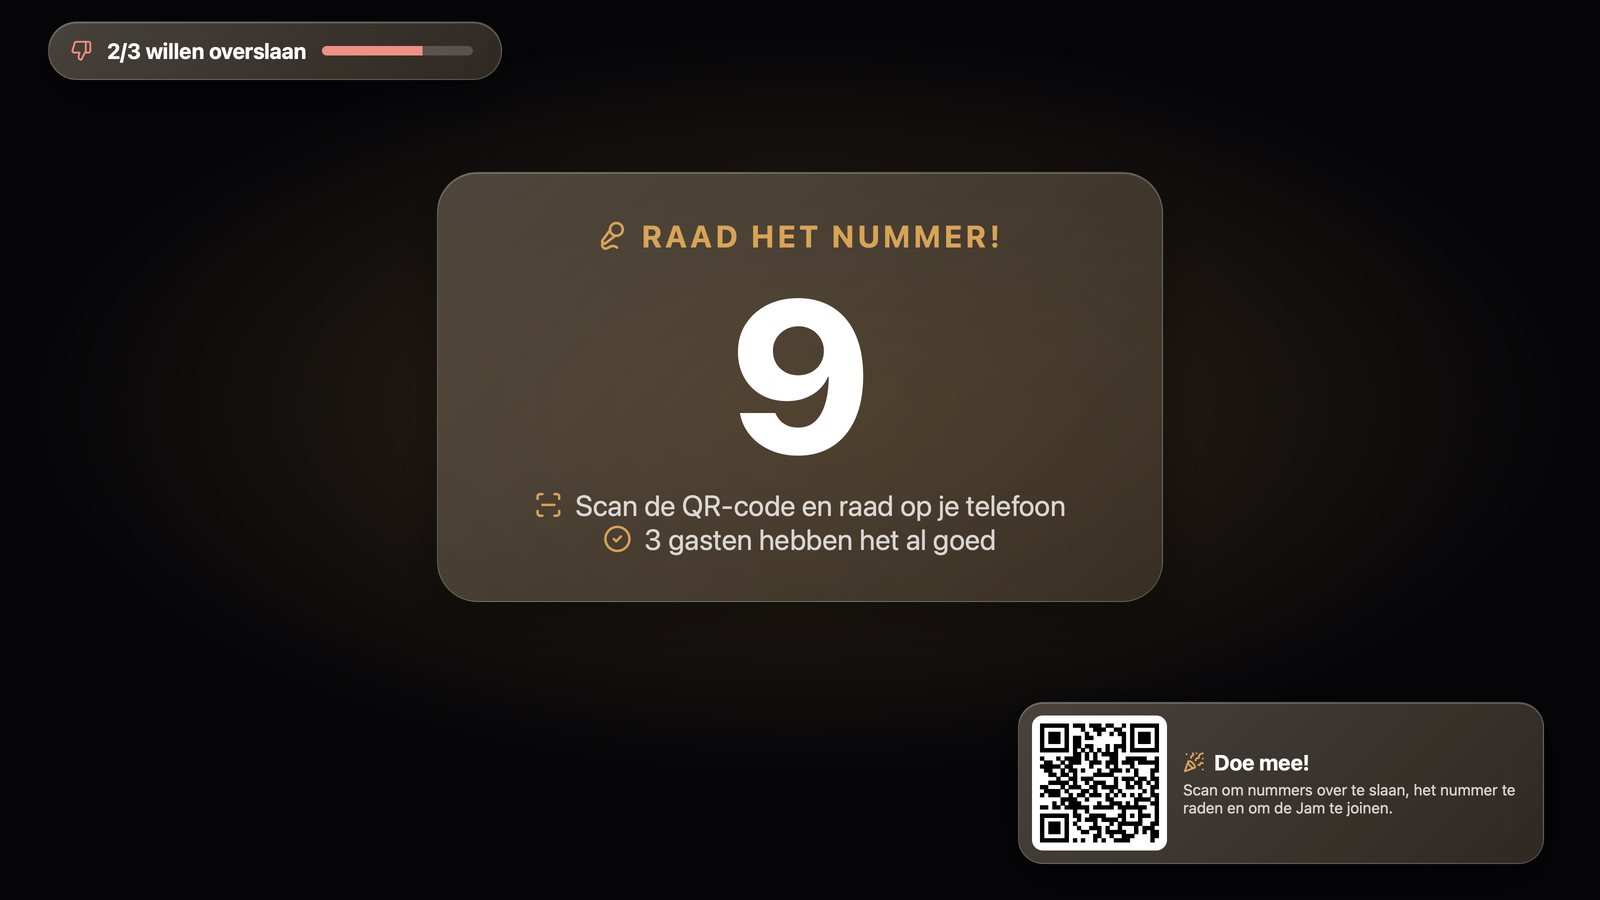 2/3 willen overslaan
RAAD HET NUMMER!
9
Scan de QR-code en raad op je telefoon
3 gasten hebben het al goed
Doe mee!
Scan om nummers over te slaan, het nummer te
raden en om de Jam te joinen.